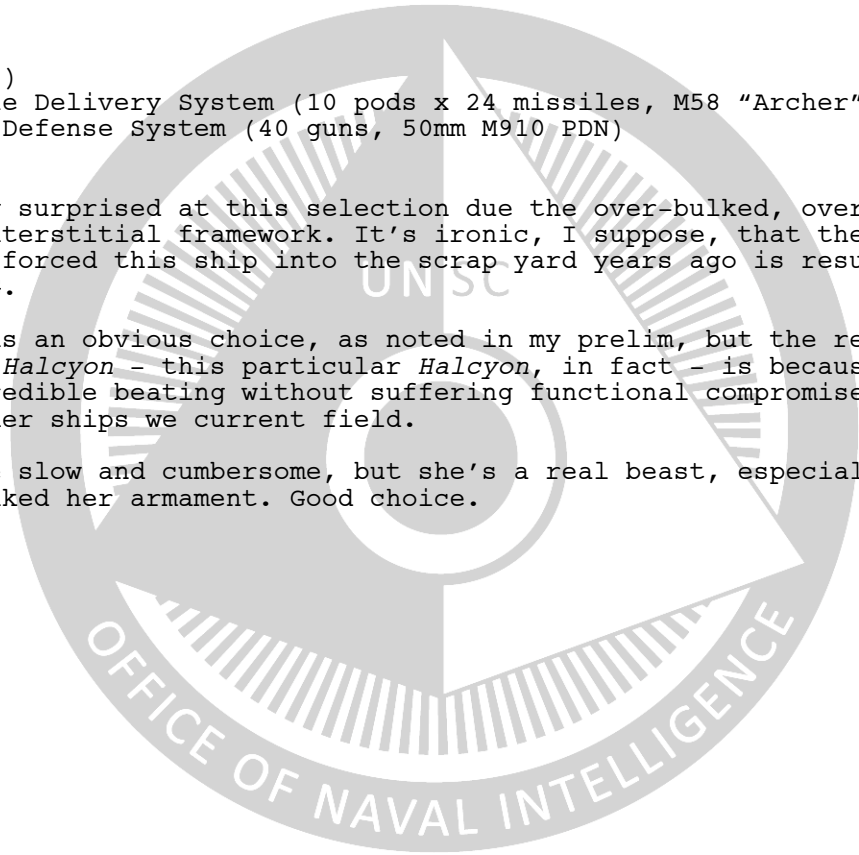 )
e Delivery System (10 pods x 24 missiles, M58 “Archer”
Defense System (40 guns, 50mm M910 PDN)
surprised at this selection due the over-bulked, over
terstitial framework. It’s ironic, I suppose, that the
forced this ship into the scrap yard years ago is resu
.
s an obvious choice, as noted in my prelim, but the re
Halcyon – this particular Halcyon, in fact – is becaus
redible beating without suffering functional compromise
er ships we current field.
slow and cumbersome, but she’s a real beast, especial
ked her armament. Good choice.
UNSC
OFFICE OF NAVAL INTELLIGENCE